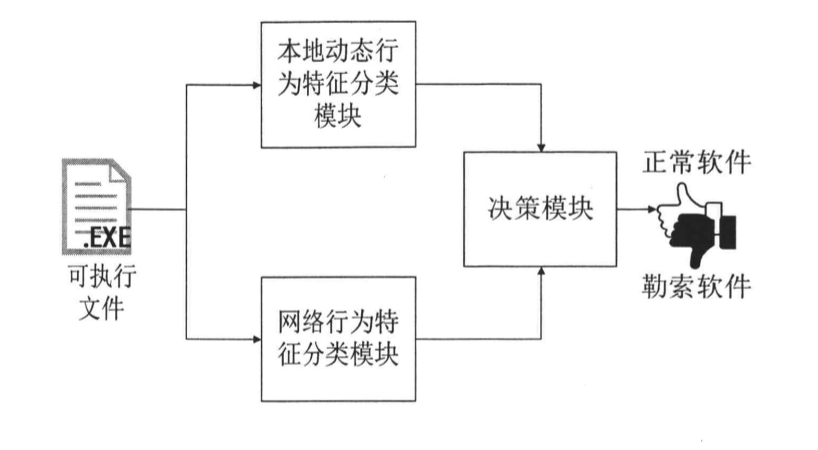 本地动态行
为特征分类
模块
正常软件
决策模块
.EXE
可执行
文件
勒索软件
网络行为特
征分类模块